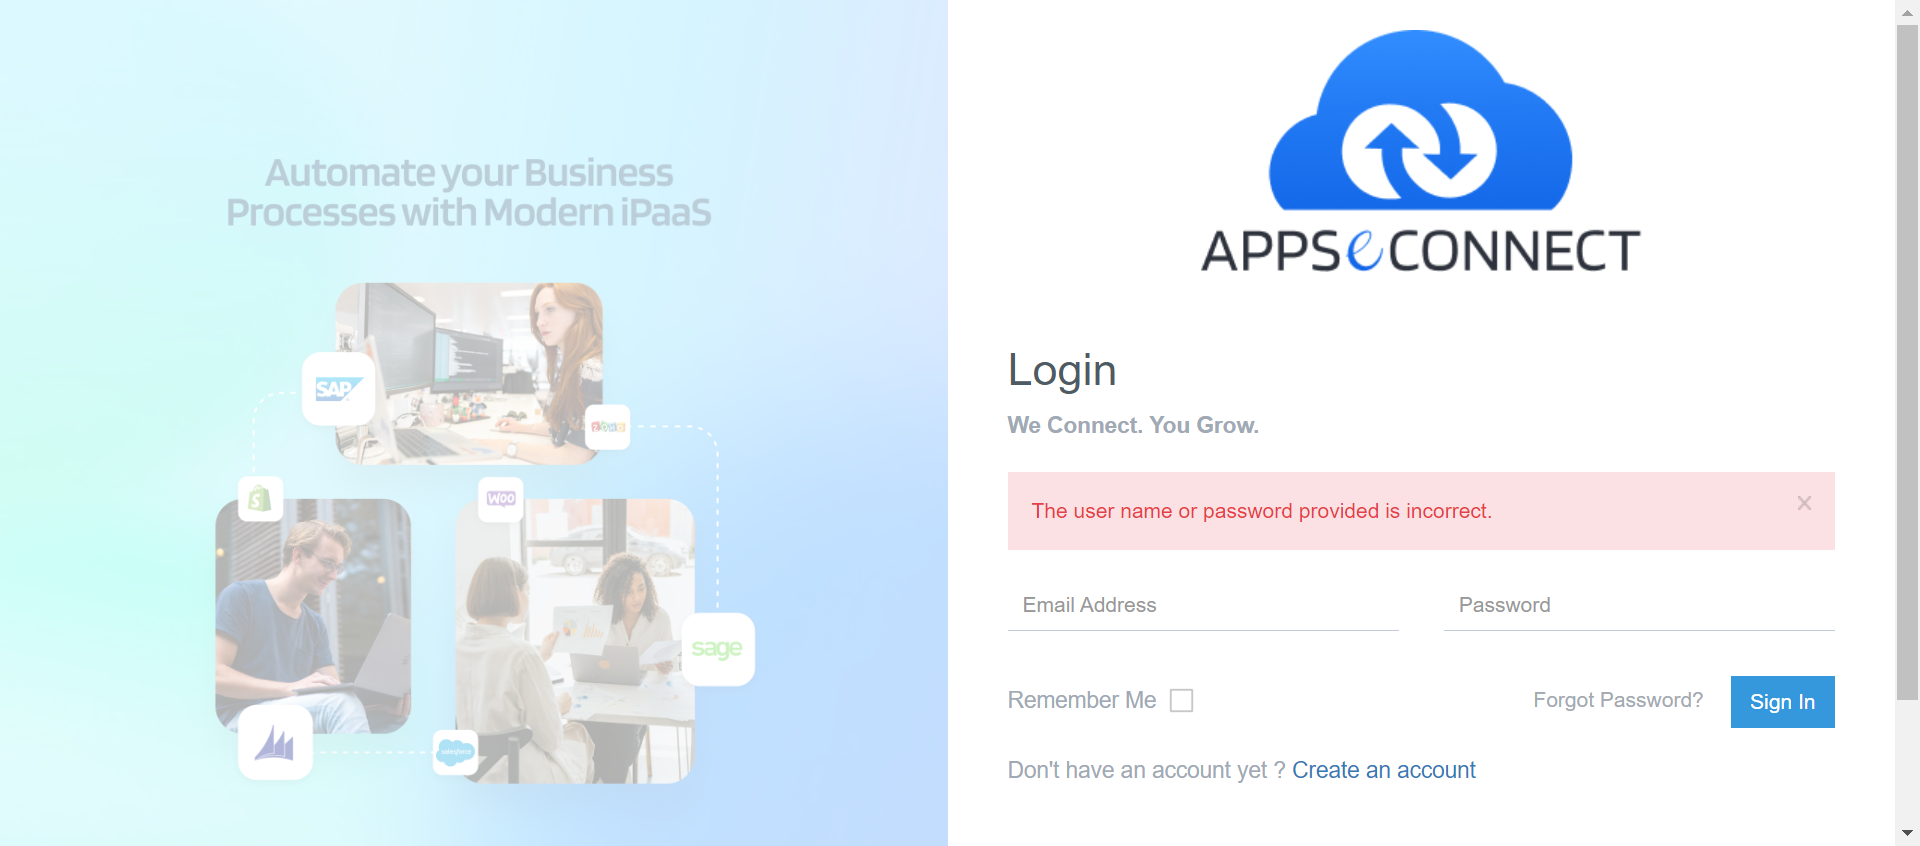 Automate your Business
Processes with Modern iPaaS
SAP
ZOHO
S
WOO
sage
salesforce
APPSeCONNECT
Login
We Connect. You Grow.
The user name or password provided is incorrect.
×
Email Address
Password
Remember Me
Forgot Password?
Sign In
Don't have an account yet ? Create an account